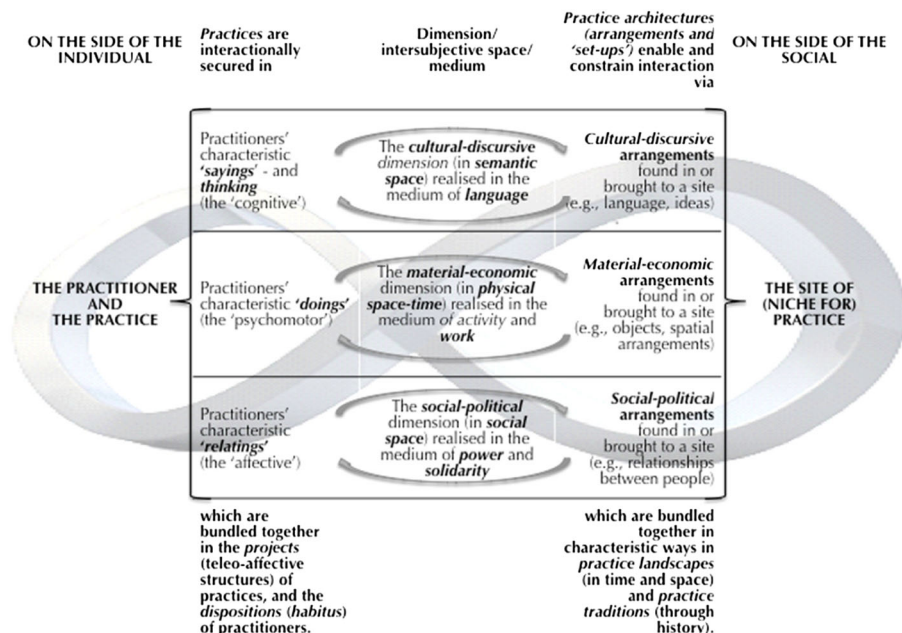 ON THE SIDE OF THE
INDIVIDUAL
Practices are
interactionally
secured in
Dimension/
intersubjective space/
medium
Practice architectures
(arrangements and
‘set-ups’) enable and
constrain interaction
via
ON THE SIDE OF THE
SOCIAL
THE PRACTITIONER
AND
THE PRACTICE
Practitioners’
characteristic
‘sayings’ - and
thinking
(the ‘cognitive’)
The cultural-discursive
dimension (in semantic
space) realised in the
medium of language
Cultural-discursive
arrangements
found in or
brought to a site
(e.g., language, ideas)
Practitioners’
characteristic ‘doings’
(the ‘psychomotor’)
The material-economic
dimension (in physical
space-time) realised in the
medium of activity and
work
Material-economic
arrangements
found in or
brought to a site
(e.g., objects, spatial
arrangements)
Practitioners’
characteristic
‘relatings’
(the ‘affective’)
The social-political
dimension (in social
space) realised in the
medium of power and
solidarity
Social-political
arrangements
found in or
brought to a site
(e.g., relationships
between people)
THE SITE OF
(NICHE FOR)
PRACTICE
which are
bundled together
in the projects
(teleo-affective
structures) of
practices, and the
dispositions (habitus)
of practitioners.
which are bundled
together in
characteristic ways in
practice landscapes
(in time and space)
and practice
traditions (through
history).